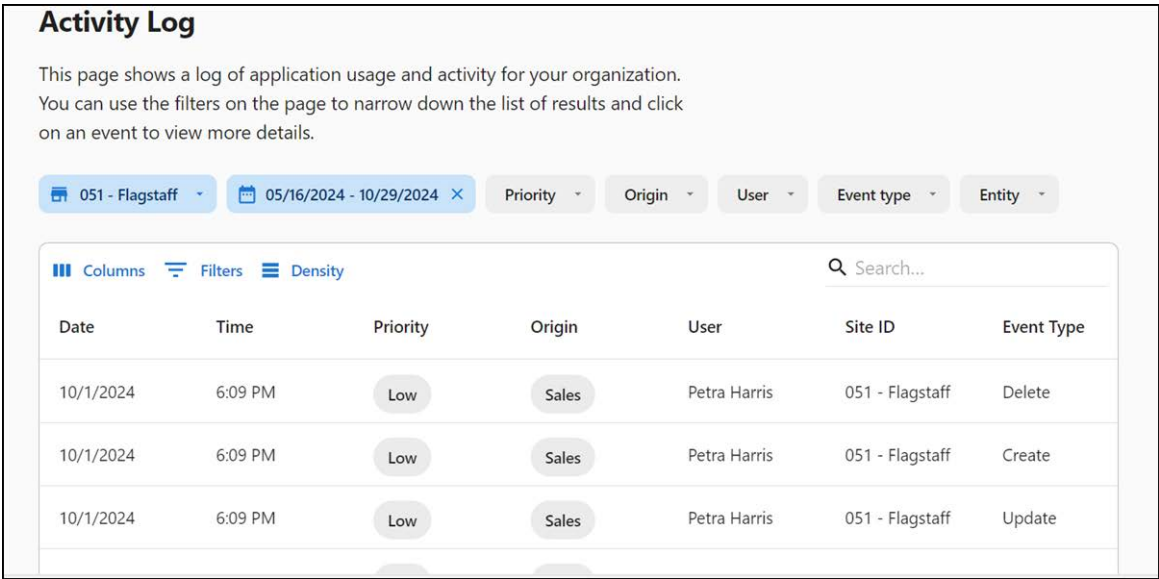 Activity Log
This page shows a log of application usage and activity for your organization.
You can use the filters on the page to narrow down the list of results and click
on an event to view more details.
051 - Flagstaff 05/16/2024 - 10/29/2024 Priority Origin User Event type Entity
Columns Filters Density Search...
Date Time Priority Origin User Site ID Event Type
10/1/2024 6:09 PM Low Sales Petra Harris 051 - Flagstaff Delete
10/1/2024 6:09 PM Low Sales Petra Harris 051 - Flagstaff Create
10/1/2024 6:09 PM Low Sales Petra Harris 051 - Flagstaff Update